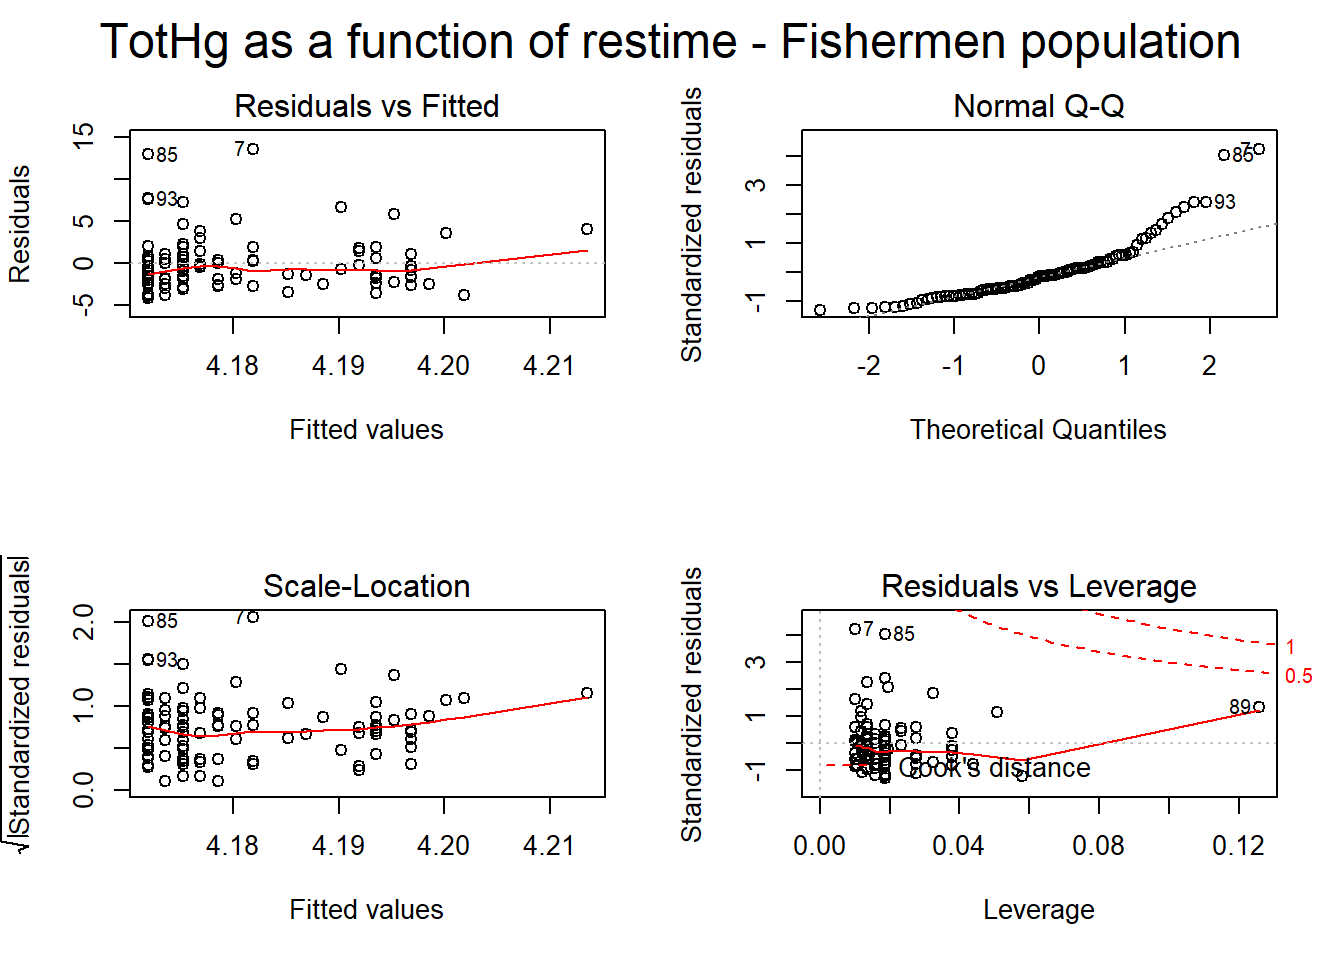 TotHg as a function of restime - Fishermen population
Residuals vs Fitted
Residuals
15
5
0
-5
85
7
93
4.18 4.19 4.20 4.21
Fitted values
Normal Q-Q
Standardized residuals
3
1
-1
7
85
93
-2 -1 0 1 2
Theoretical Quantiles
Scale-Location
√|Standardized residuals|
2.0
1.0
0.0
85
7
93
4.18 4.19 4.20 4.21
Fitted values
Residuals vs Leverage
Standardized residuals
3
1
-1
7
85
89
1
0.5
Cook's distance
0.00 0.04 0.08 0.12
Leverage